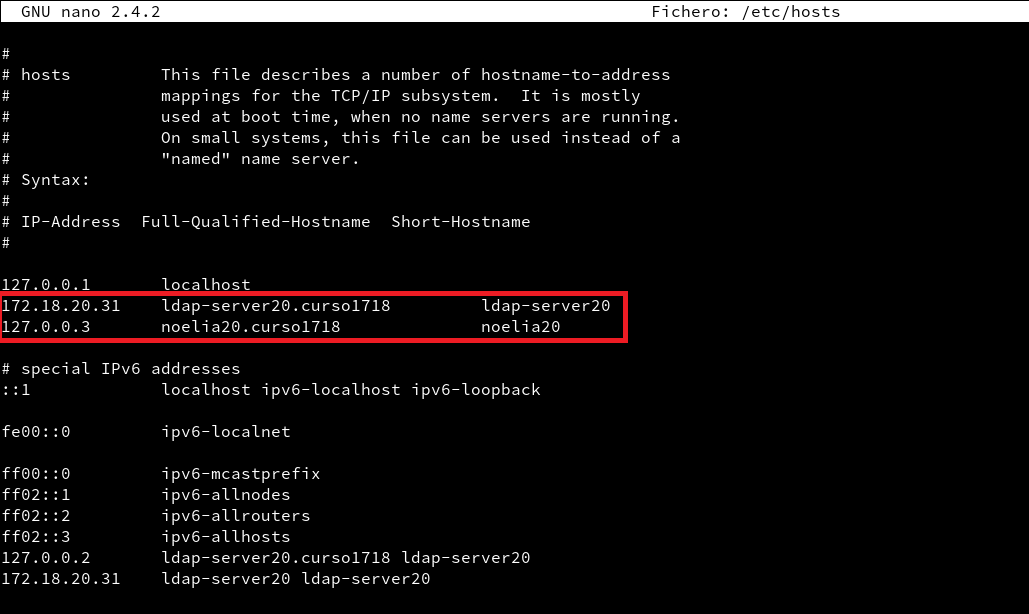 GNU nano 2.4.2 Fichero: /etc/hosts
#
# hosts         This file describes a number of hostname-to-address
#               mappings for the TCP/IP subsystem.  It is mostly
#               used at boot time, when no name servers are running.
#               On small systems, this file can be used instead of a
#               "named" name server.
# Syntax:
#
# IP-Address  Full-Qualified-Hostname  Short-Hostname
#
127.0.0.1       localhost
172.18.20.31    ldap-server20.curso1718         ldap-server20
127.0.0.3       noelia20.curso1718              noelia20
# special IPv6 addresses
::1             localhost ipv6-localhost ipv6-loopback
fe00::0         ipv6-localnet
ff00::0         ipv6-mcastprefix
ff02::1         ipv6-allnodes
ff02::2         ipv6-allrouters
ff02::3         ipv6-allhosts
127.0.0.2       ldap-server20.curso1718 ldap-server20
172.18.20.31    ldap-server20 ldap-server20